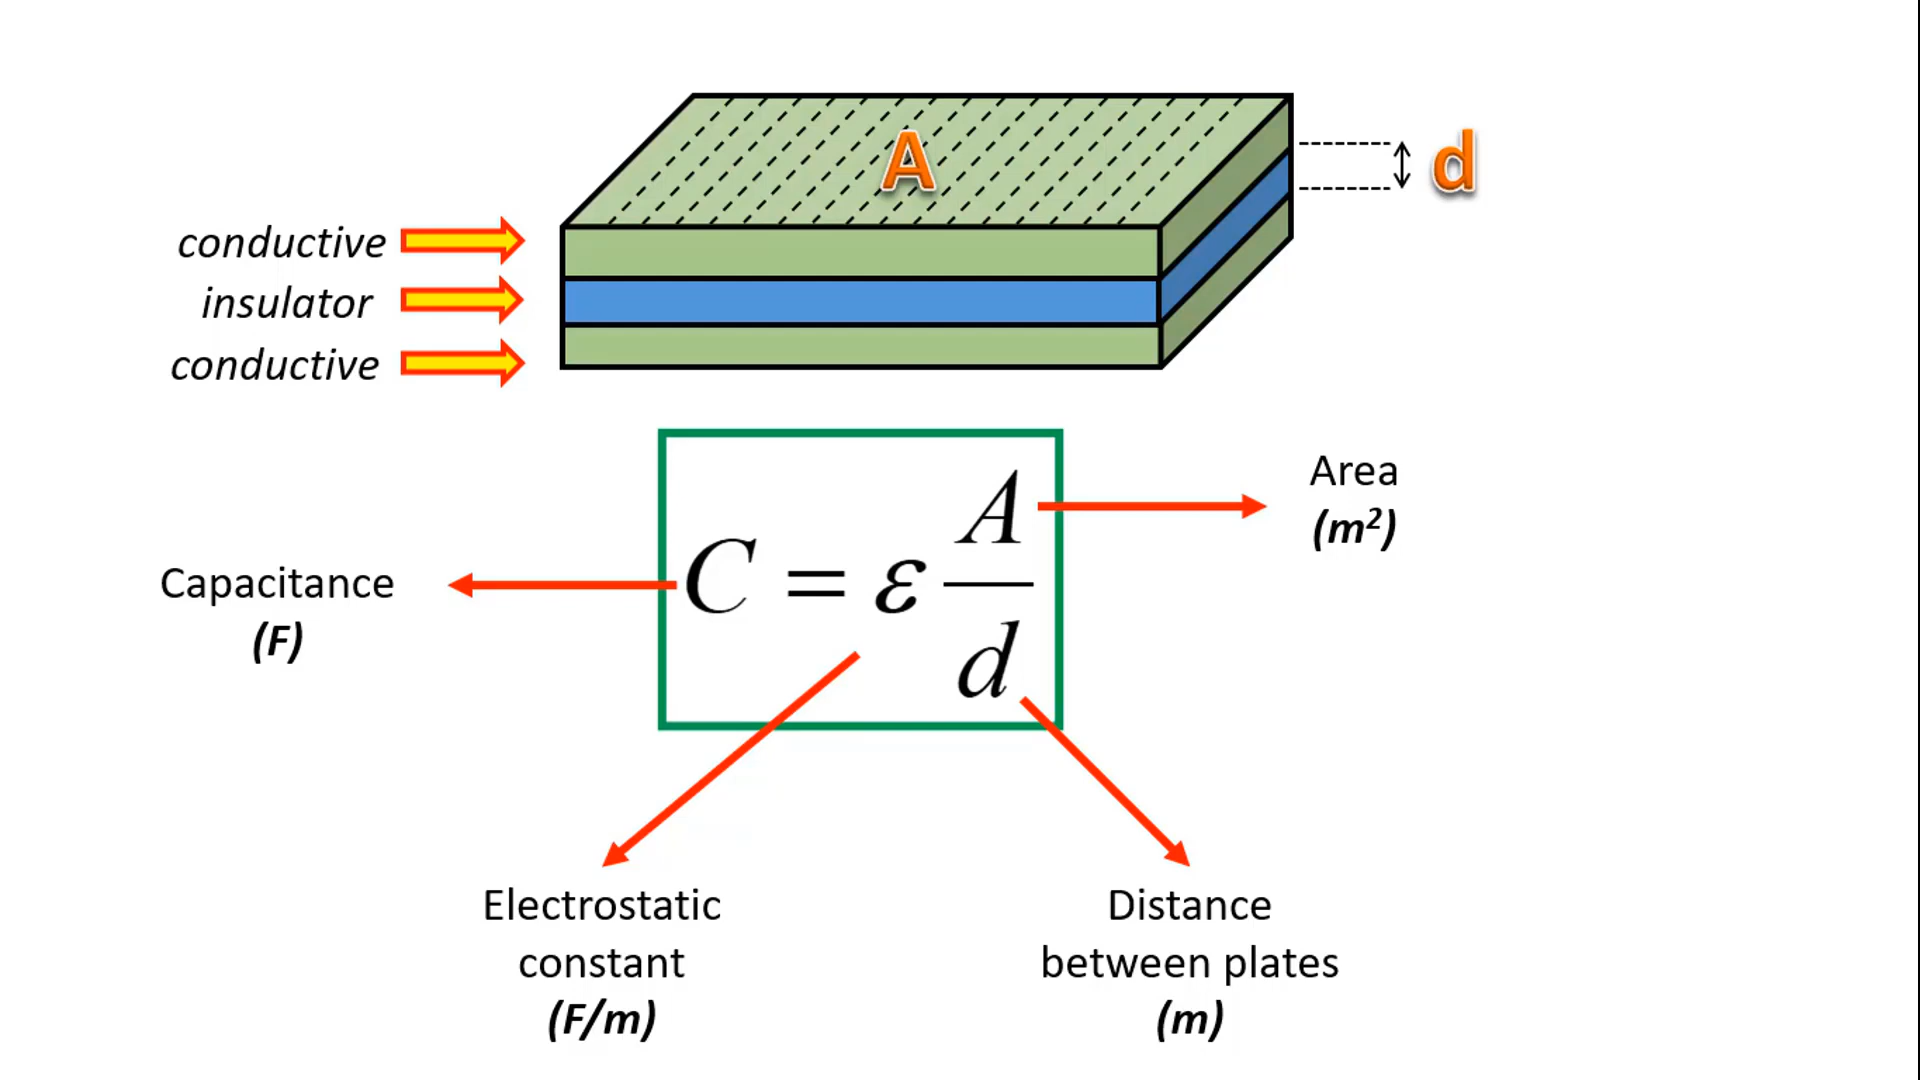 A
d
conductive
insulator
conductive
C = ε A/d
Area
(m²)
Capacitance
(F)
Electrostatic
constant
(F/m)
Distance
between plates
(m)